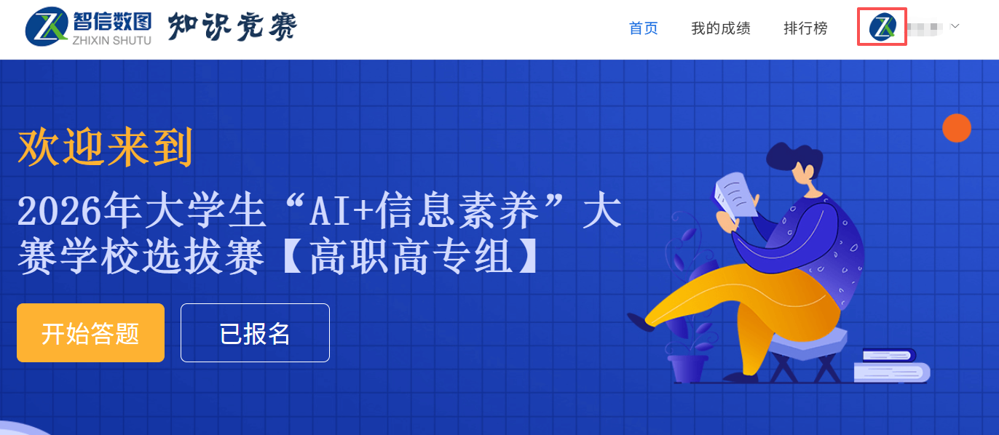 智信数图
ZHIXIN SHUTU
知识竞赛
首页
我的成绩
排行榜
欢迎来到
2026年大学生“AI+信息素养”大
赛学校选拔赛【高职高专组】
开始答题
已报名